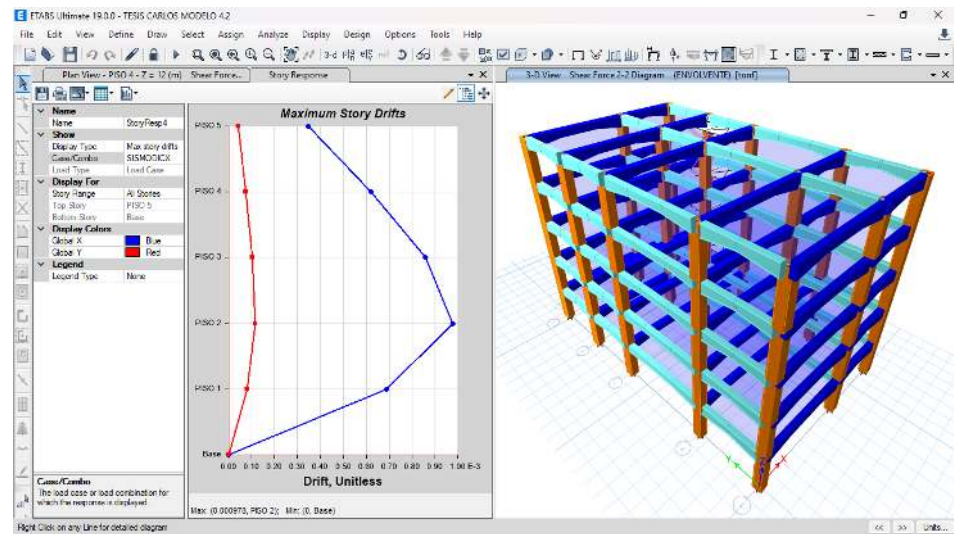 ETABS Ultimate 19.0.0 - TESIS CARLOS MODELO 4.2
File Edit View Define Draw Select Assign Analyze Display Design Options Tools Help
Plan View - PISO 4 - Z = 12 (m) Shear Force...
Story Response
3-D View Shear Force 2-2 Diagram (ENVOLVENTE) [tonf]
Name
Name StoryResp4
Show
Display Type Max story drifts
Case/Combo SISMODICX
Load Type Load Case
Display For
Story Range All Stories
Top Story PISO 5
Bottom Story Base
Display Colors
Global X Blue
Global Y Red
Legend
Legend Type None
Maximum Story Drifts
PISO 5
PISO 4
PISO 3
PISO 2
PISO 1
Base
0.00 0.10 0.20 0.30 0.40 0.50 0.60 0.70 0.80 0.90 1.00 E-3
Drift, Unitless
Case/Combo
The load case or load combination for
which the response is displayed
Max: (0.000978, PISO 2); Min: (0, Base)
Y X
Right Click on any Line for detailed diagram
<< >> Units...